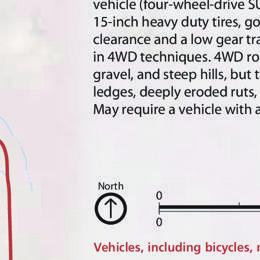 vehicle (four-wheel-drive SU
15-inch heavy duty tires, go
clearance and a low gear tra
in 4WD techniques. 4WD ro
gravel, and steep hills, but t
ledges, deeply eroded ruts,
May require a vehicle with a
North
0
0
Vehicles, including bicycles,